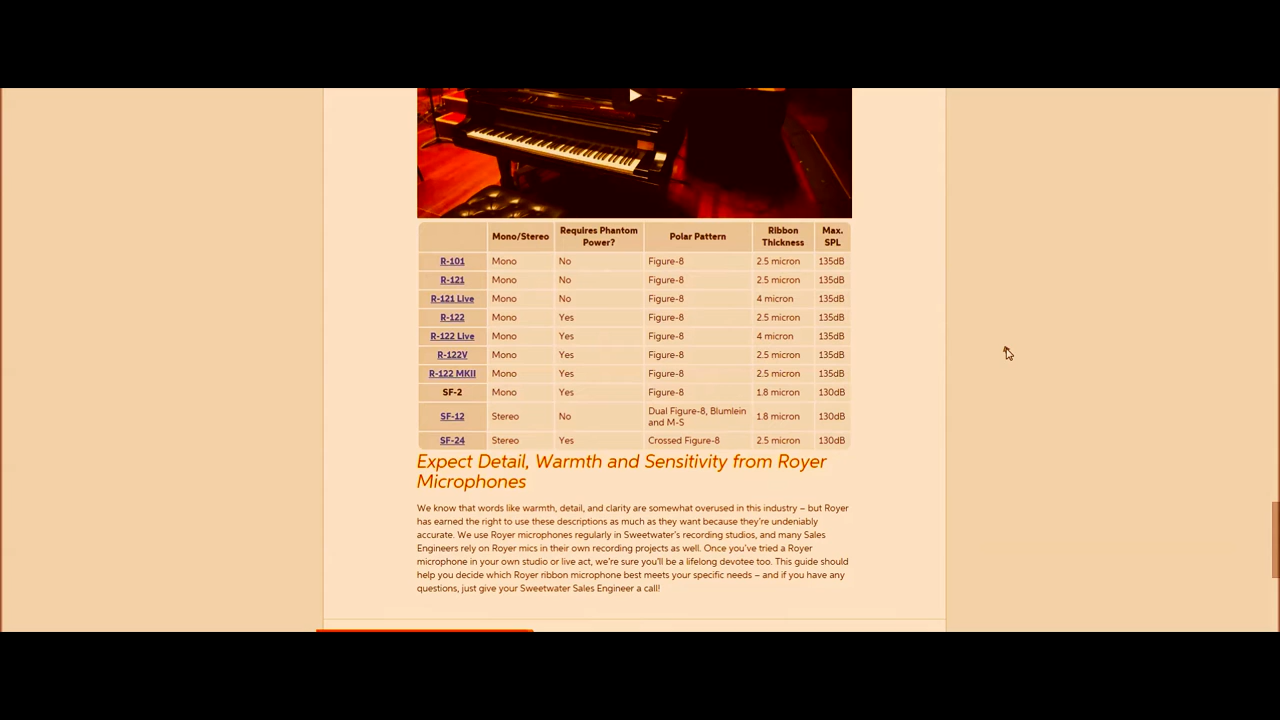 Mono/Stereo Requires Phantom Power? Polar Pattern Ribbon Thickness Max. SPL
R-101 Mono No Figure-8 2.5 micron 135dB
R-121 Mono No Figure-8 2.5 micron 135dB
R-121 Live Mono No Figure-8 4 micron 135dB
R-122 Mono Yes Figure-8 2.5 micron 135dB
R-122 Live Mono Yes Figure-8 4 micron 135dB
R-122V Mono Yes Figure-8 2.5 micron 135dB
R-122 MKII Mono Yes Figure-8 2.5 micron 135dB
SF-2 Mono Yes Figure-8 1.8 micron 130dB
SF-12 Stereo No Dual Figure-8, Blumlein and M-S 1.8 micron 130dB
SF-24 Stereo Yes Crossed Figure-8 2.5 micron 130dB
Expect Detail, Warmth and Sensitivity from Royer
Microphones
We know that words like warmth, detail, and clarity are somewhat overused in this industry – but Royer
has earned the right to use these descriptions as much as they want because they're undeniably
accurate. We use Royer microphones regularly in Sweetwater's recording studios, and many Sales
Engineers rely on Royer mics in their own recording projects as well. Once you've tried a Royer
microphone in your own studio or live act, we're sure you'll be a lifelong devotee too. This guide should
help you decide which Royer ribbon microphone best meets your specific needs – and if you have any
questions, just give your Sweetwater Sales Engineer a call!